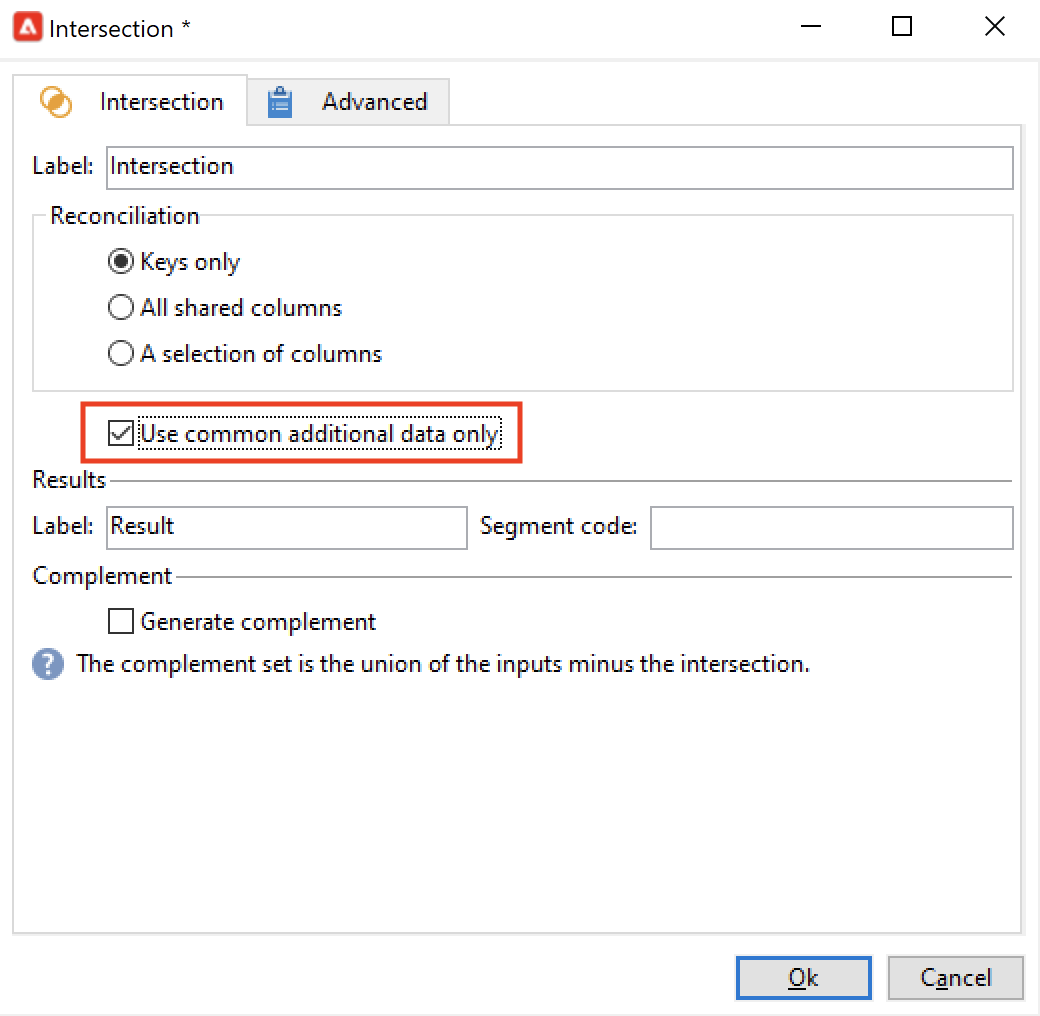 Intersection *
Intersection Advanced
Label: Intersection
Reconciliation
Keys only
All shared columns
A selection of columns
Use common additional data only
Results
Label: Result Segment code:
Complement
Generate complement
? The complement set is the union of the inputs minus the intersection.
Ok Cancel